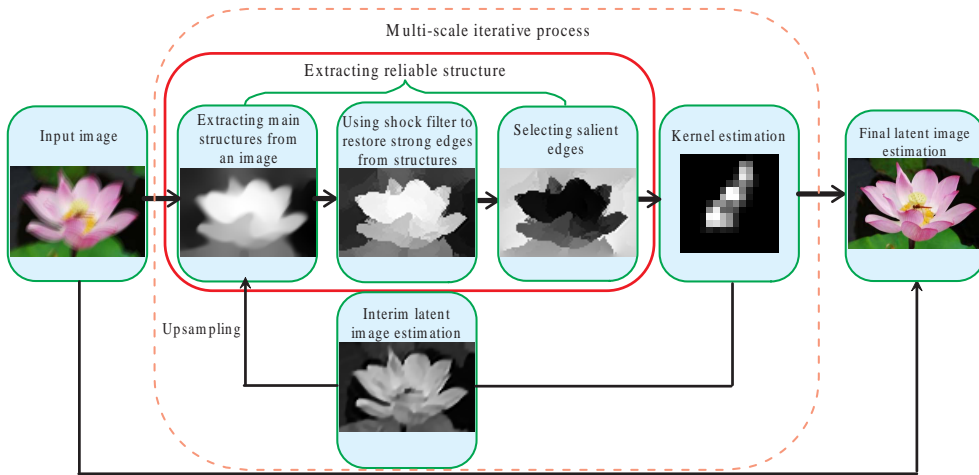 Multi-scale iterative process
Extracting reliable structure
Input image
Extracting main
structures from
an image
Using shock filter to
restore strong edges
from structures
Selecting salient
edges
Kernel estimation
Final latent image
estimation
Upsampling
Interim latent
image estimation